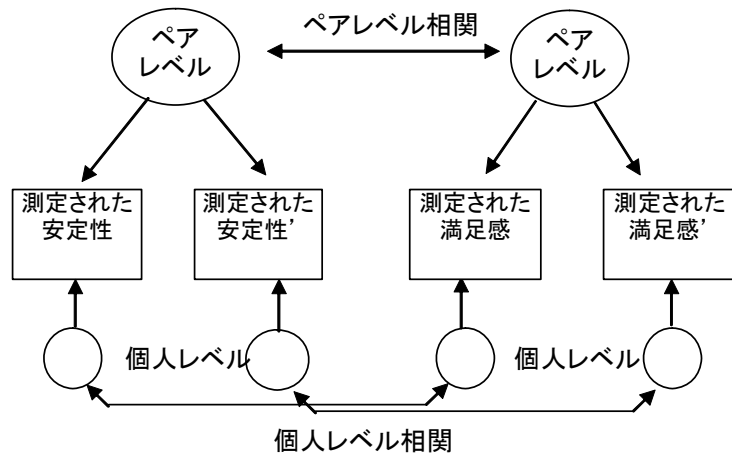 ペアレベル相関
ペア
レベル
ペア
レベル
測定された
安定性
測定された
安定性’
測定された
満足感
測定された
満足感’
個人レベル
個人レベル
個人レベル相関